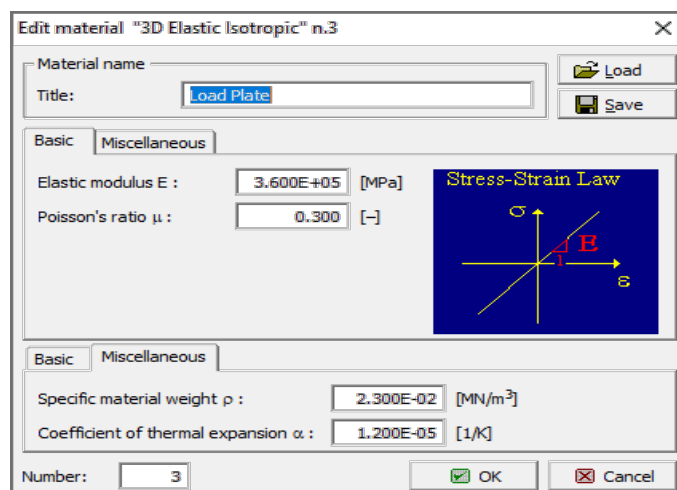 Edit material "3D Elastic Isotropic" n.3
Material name
Title: Load Plate
Load
Save
Basic Miscellaneous
Elastic modulus E : 3.600E+05 [MPa]
Poisson's ratio μ : 0.300 [–]
Stress-Strain Law
σ
E
1
ε
Basic Miscellaneous
Specific material weight ρ : 2.300E-02 [MN/m³]
Coefficient of thermal expansion α : 1.200E-05 [1/K]
Number: 3 OK Cancel